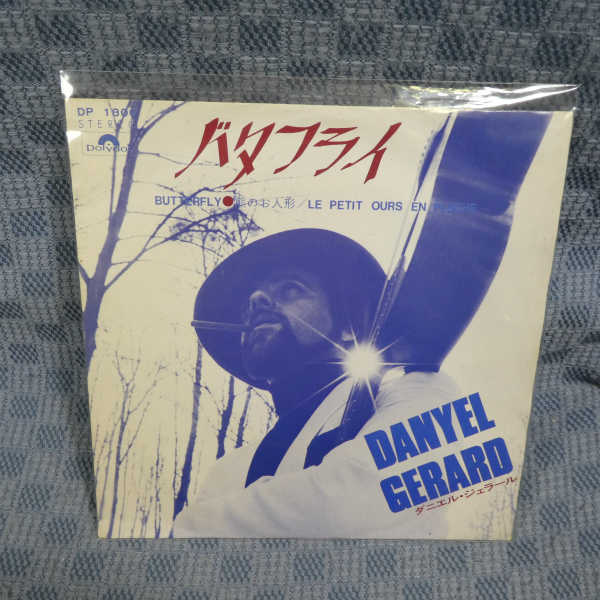 DP 180
STEREO
Polydor
バタフライ
BUTTERFLY ● のお人形/LE PETIT OURS EN
DANYEL
GERARD
ダニエル・ジェラール